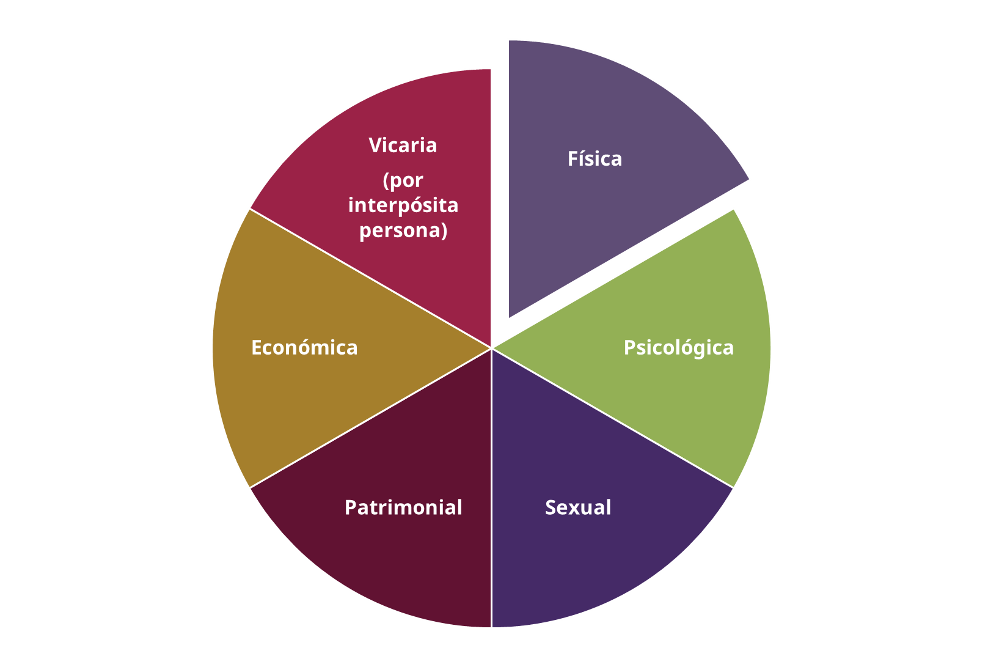 Vicaria
(por
interpósita
persona)
Física
Económica
Psicológica
Patrimonial
Sexual